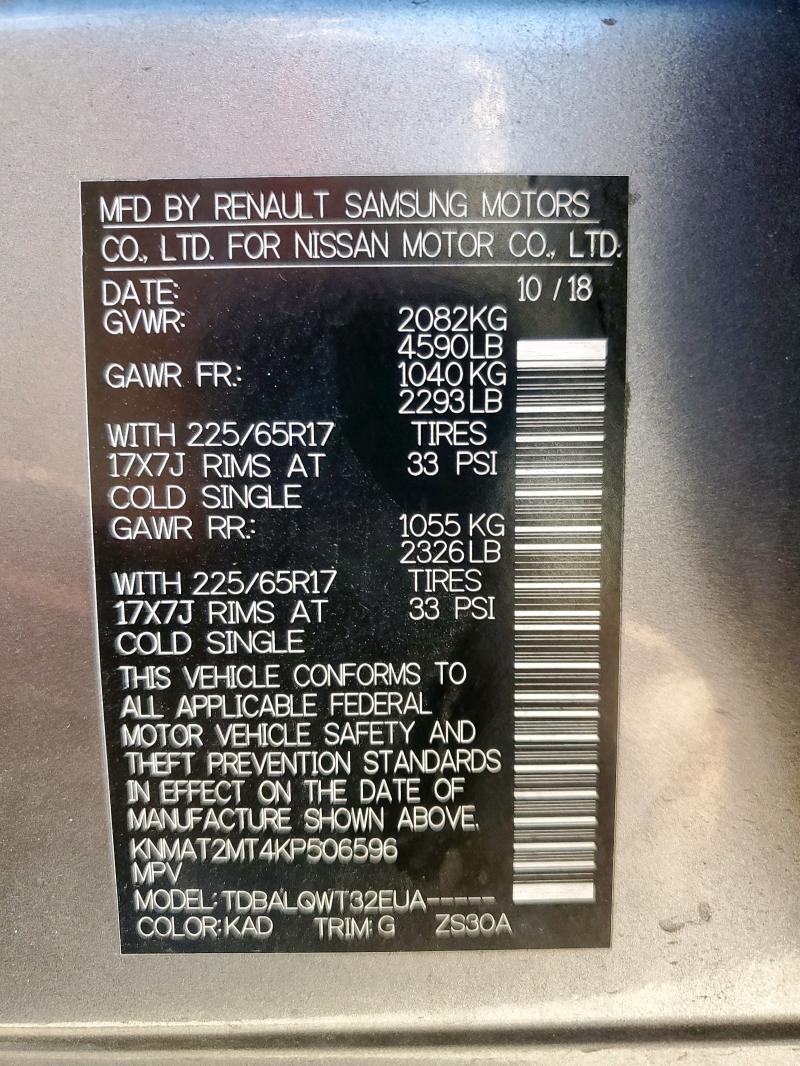 MFD BY RENAULT SAMSUNG MOTORS
CO., LTD. FOR NISSAN MOTOR CO., LTD.
DATE: 10 / 18
GVWR: 2082KG
4590LB
GAWR FR.: 1040 KG
2293 LB
WITH 225/65R17 TIRES
17X7J RIMS AT 33 PSI
COLD SINGLE
GAWR RR.: 1055 KG
2326 LB
WITH 225/65R17 TIRES
17X7J RIMS AT 33 PSI
COLD SINGLE
THIS VEHICLE CONFORMS TO
ALL APPLICABLE FEDERAL
MOTOR VEHICLE SAFETY AND
THEFT PREVENTION STANDARDS
IN EFFECT ON THE DATE OF
MANUFACTURE SHOWN ABOVE.
KNMAT2MT4KP506596
MPV
MODEL: TDBALQWT32EUA-----
COLOR: KAD TRIM: G ZS30A